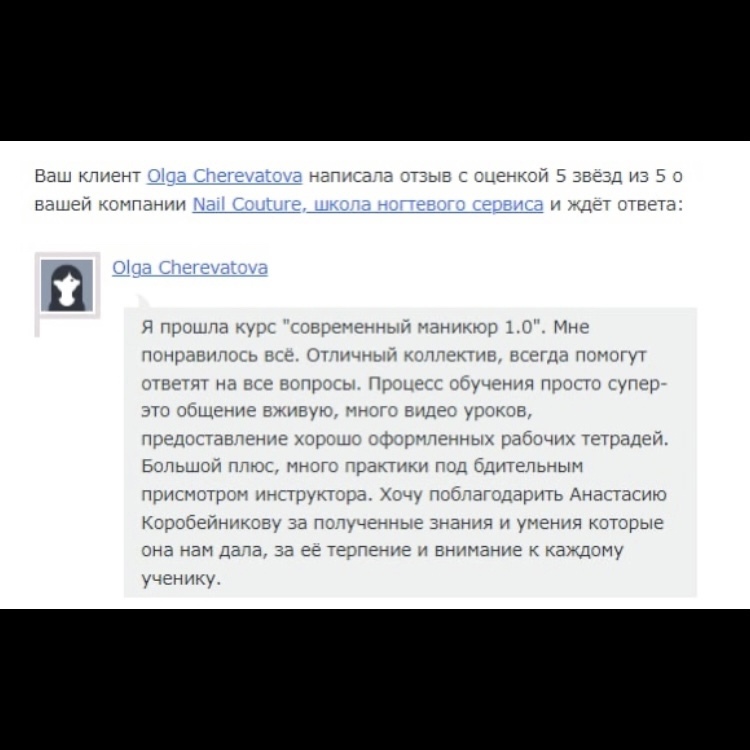 Ваш клиент Olga Cherevatova написала отзыв с оценкой 5 звёзд из 5 о
вашей компании Nail Couture, школа ногтевого сервиса и ждёт ответа:
Olga Cherevatova
Я прошла курс "современный маникюр 1.0". Мне
понравилось всё. Отличный коллектив, всегда помогут
ответят на все вопросы. Процесс обучения просто супер-
это общение вживую, много видео уроков,
предоставление хорошо оформленных рабочих тетрадей.
Большой плюс, много практики под бдительным
присмотром инструктора. Хочу поблагодарить Анастасию
Коробейникову за полученные знания и умения которые
она нам дала, за её терпение и внимание к каждому
ученику.